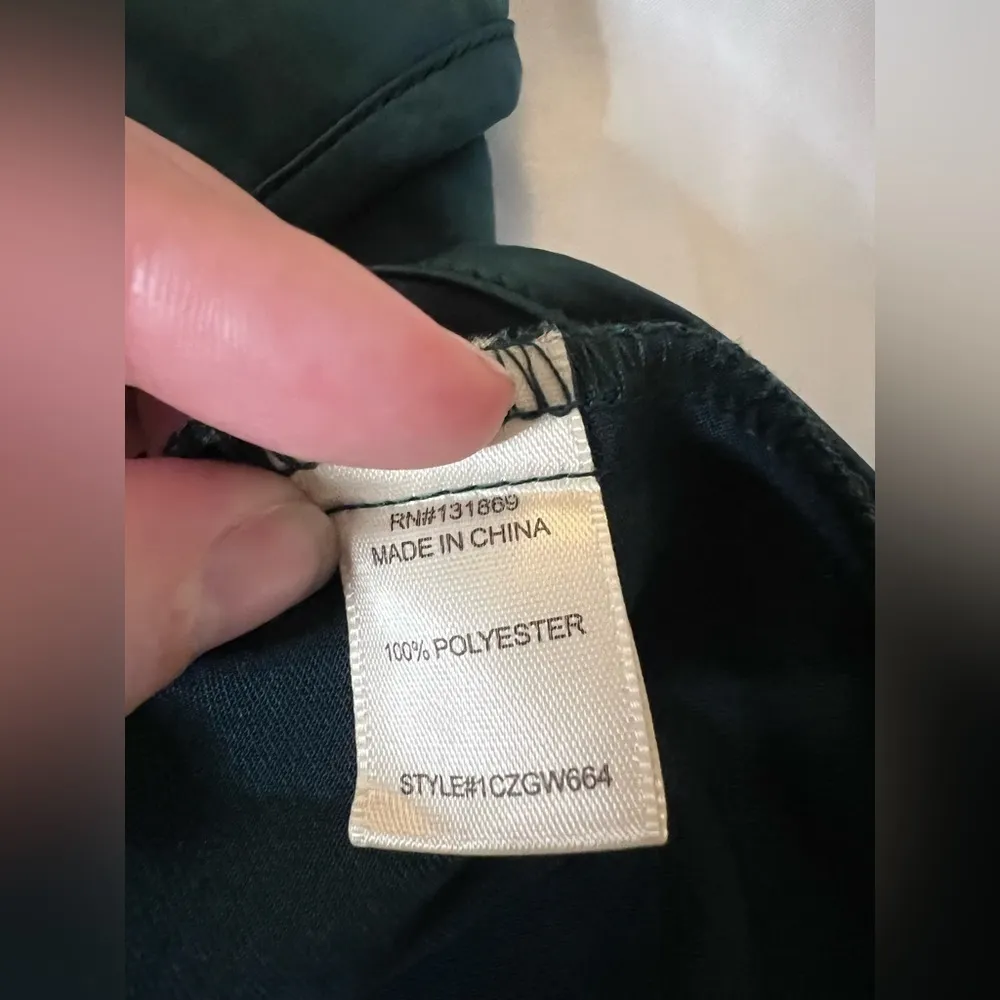 RN#131869
MADE IN CHINA
100% POLYESTER
STYLE#1CZGW664